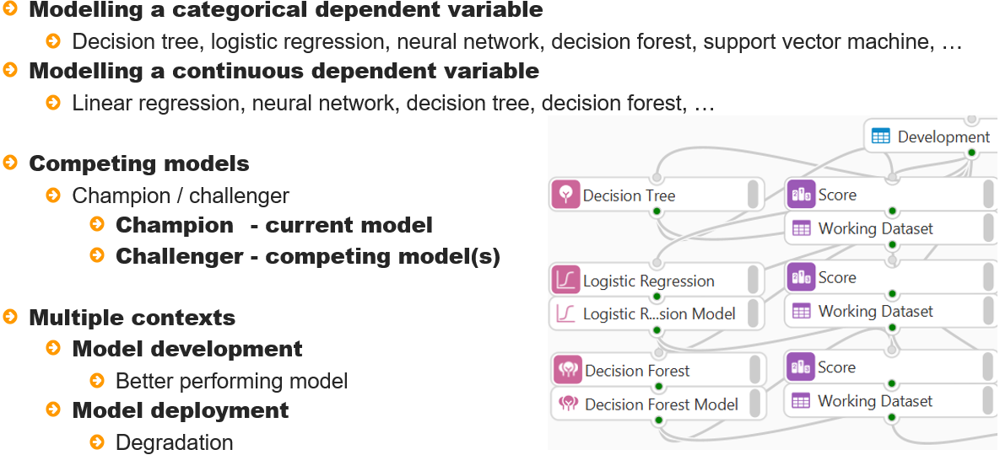 Modelling a categorical dependent variable
Decision tree, logistic regression, neural network, decision forest, support vector machine, …
Modelling a continuous dependent variable
Linear regression, neural network, decision tree, decision forest, …
Competing models
Champion / challenger
Champion - current model
Challenger - competing model(s)
Multiple contexts
Model development
Better performing model
Model deployment
Degradation
Development
Decision Tree
Score
Working Dataset
Logistic Regression
Logistic R...sion Model
Score
Working Dataset
Decision Forest
Decision Forest Model
Score
Working Dataset